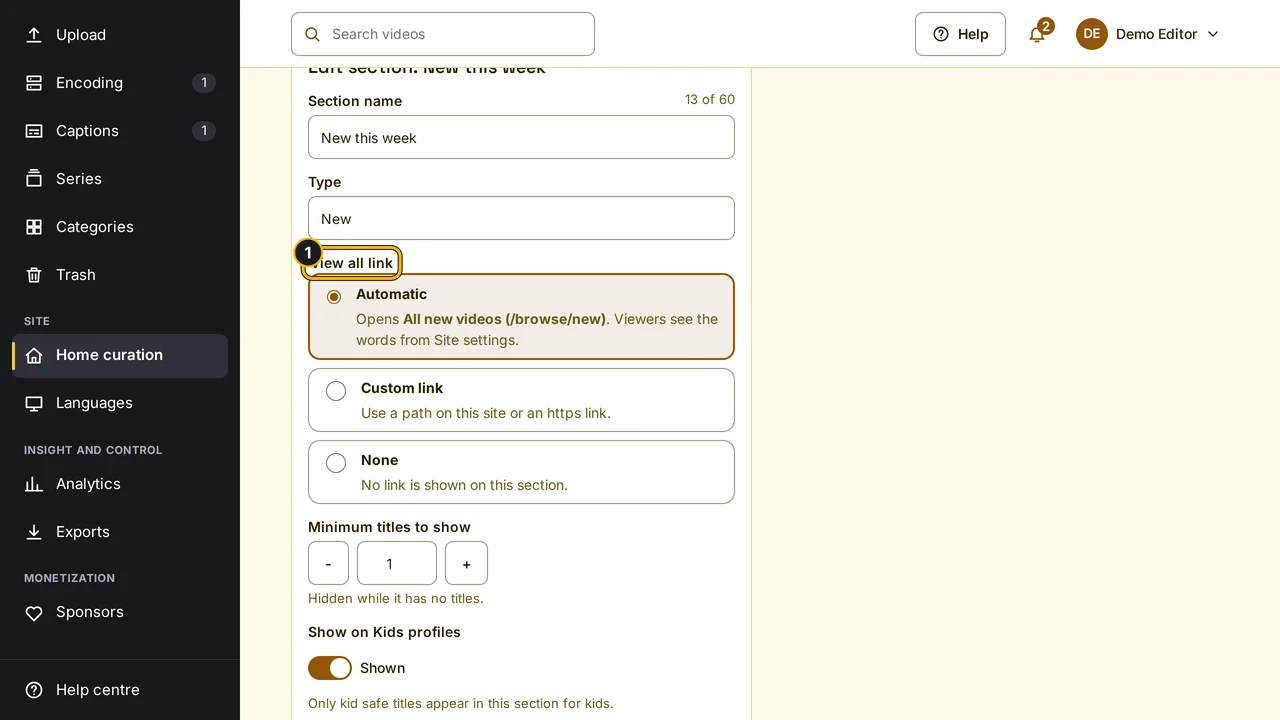 Upload
Encoding 1
Captions 1
Series
Categories
Trash
SITE
Home curation
Languages
INSIGHT AND CONTROL
Analytics
Exports
MONETIZATION
Sponsors
Help centre
Search videos
Help
2
DE Demo Editor
Edit section: New this week
Section name
13 of 60
New this week
Type
New
1
View all link
Automatic
Opens All new videos (/browse/new). Viewers see the
words from Site settings.
Custom link
Use a path on this site or an https link.
None
No link is shown on this section.
Minimum titles to show
- 1 +
Hidden while it has no titles.
Show on Kids profiles
Shown
Only kid safe titles appear in this section for kids.